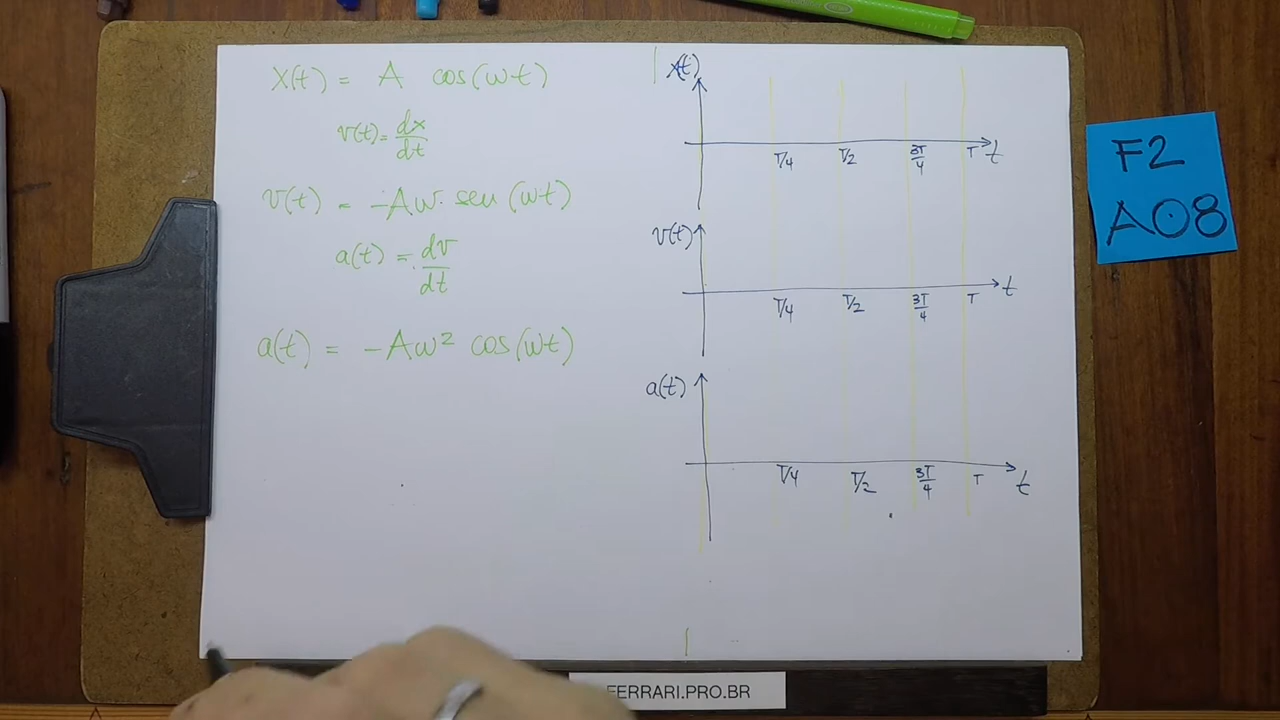 x(t) = A cos(ωt)
v(t) = dx/dt
v(t) = -Aω · sen(ωt)
a(t) = dv/dt
a(t) = -Aω² cos(ωt)
x(t)
T/4 T/2 3T/4 T t
v(t)
T/4 T/2 3T/4 T t
a(t)
T/4 T/2 3T/4 T t
F2
A08
FERRARI.PRO.BR